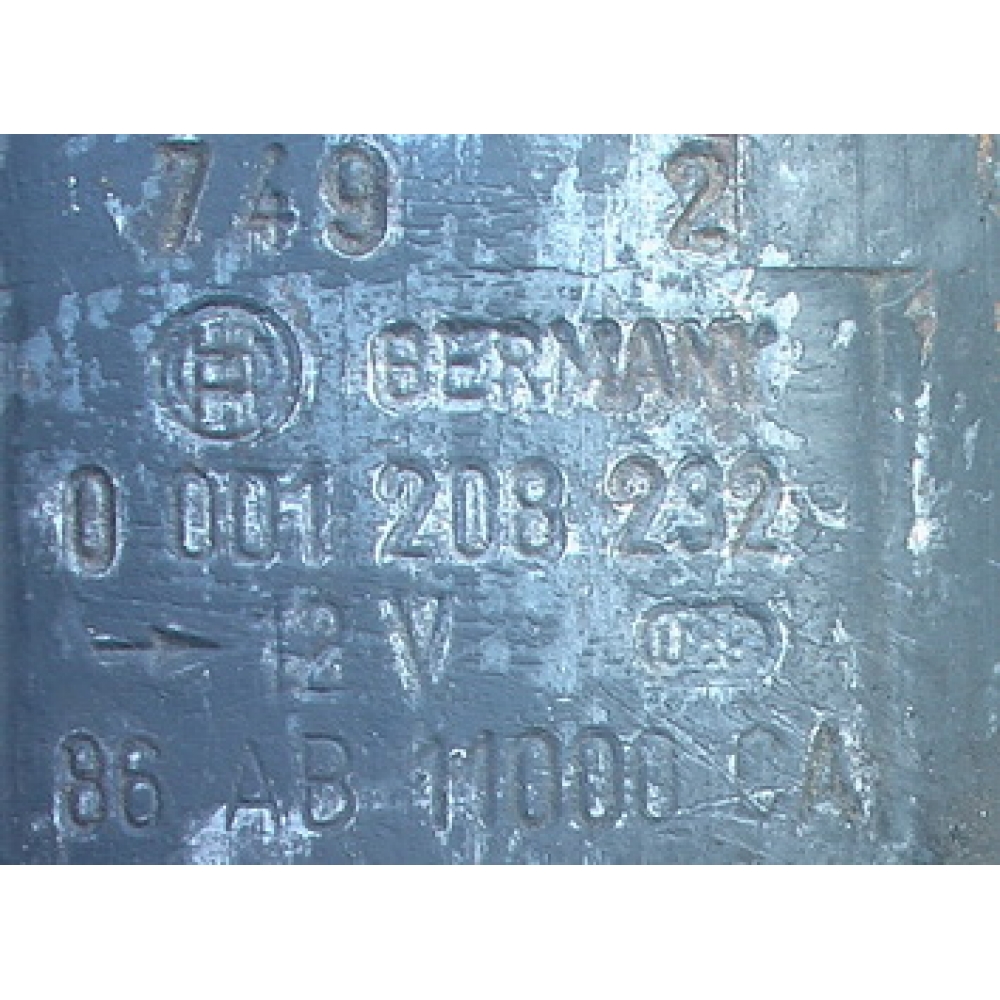 749 2
GERMANY
0 001 208 232
→ 12 V
86 AB 11000 CA